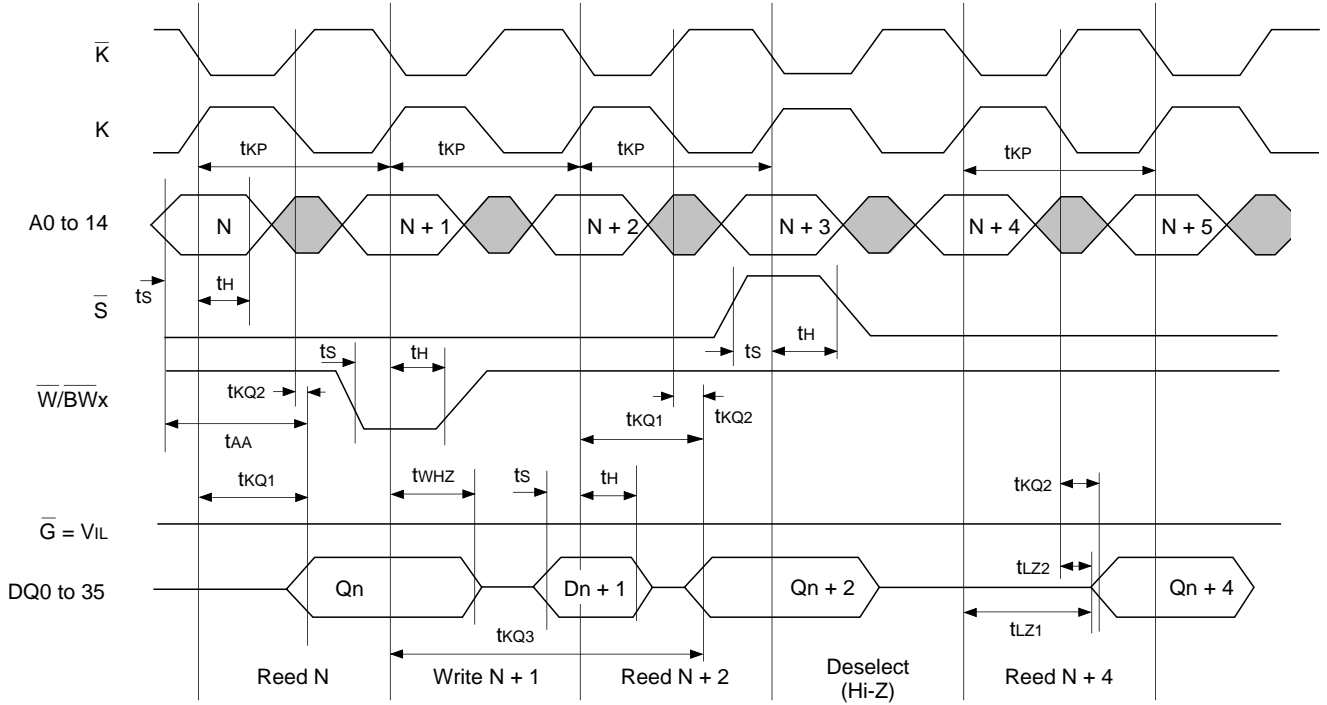 K
K
tKP tKP tKP tKP
A0 to 14 N N + 1 N + 2 N + 3 N + 4 N + 5
tS tH
S
tS tH tS tH
W/BWx
tKQ2 tKQ1 tKQ2
tAA
tKQ1 tWHZ tS tH tKQ2
G = VIL
DQ0 to 35 Qn Dn + 1 Qn + 2 tLZ2 Qn + 4
tKQ3 tLZ1
Reed N Write N + 1 Reed N + 2 Deselect Reed N + 4
(Hi-Z)